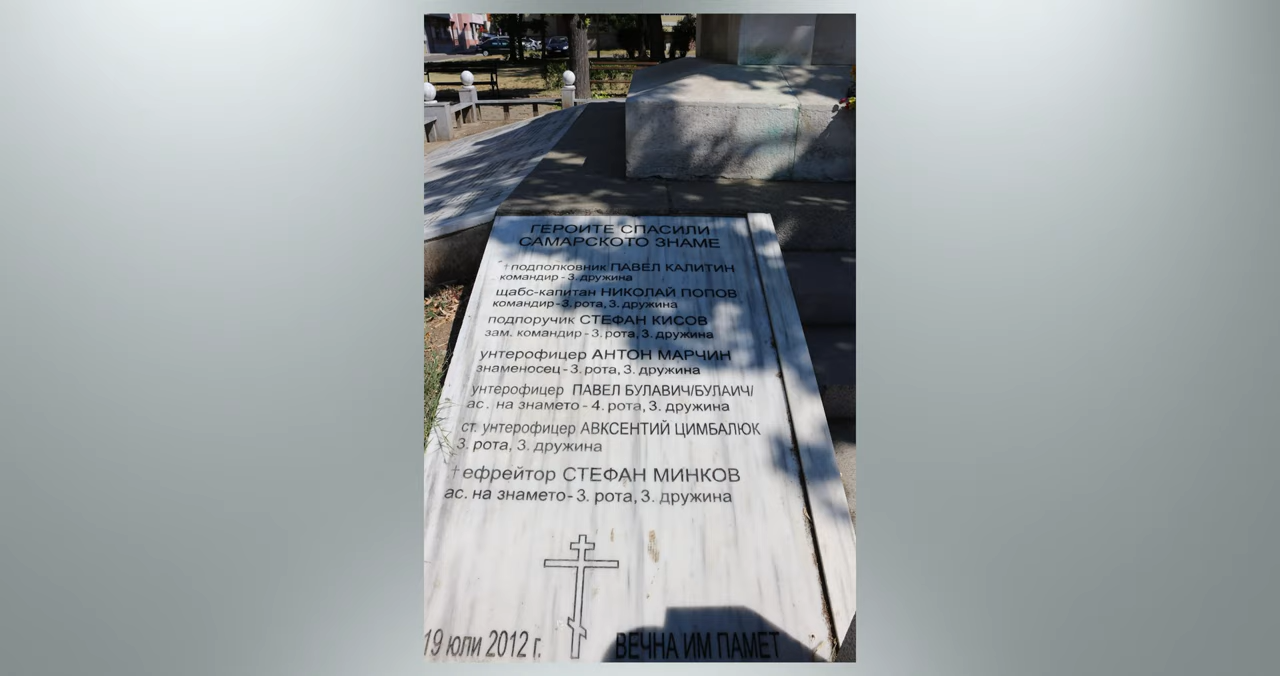 ГЕРОИТЕ СПАСИЛИ
САМАРСКОТО ЗНАМЕ
† подполковник ПАВЕЛ КАЛИТИН
командир - 3. дружина
щабс-капитан НИКОЛАЙ ПОПОВ
командир - 3. рота, 3. дружина
подпоручик СТЕФАН КИСОВ
зам. командир - 3. рота, 3. дружина
унтерофицер АНТОН МАРЧИН
знаменосец - 3. рота, 3. дружина
унтерофицер ПАВЕЛ БУЛАВИЧ/БУЛАИЧ/
ас. на знамето - 4. рота, 3. дружина
ст. унтерофицер АВКСЕНТИЙ ЦИМБАЛЮК
3. рота, 3. дружина
† ефрейтор СТЕФАН МИНКОВ
ас. на знамето - 3. рота, 3. дружина
19 юли 2012 г. ВЕЧНА ИМ ПАМЕТ